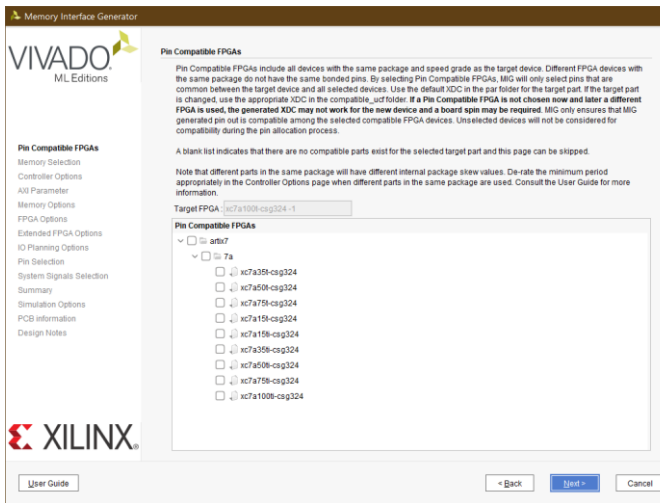 Memory Interface Generator
VIVADO
ML Editions
Pin Compatible FPGAs
Memory Selection
Controller Options
AXI Parameter
Memory Options
FPGA Options
Extended FPGA Options
IO Planning Options
Pin Selection
System Signals Selection
Summary
Simulation Options
PCB information
Design Notes
XILINX
Pin Compatible FPGAs
Pin Compatible FPGAs include all devices with the same package and speed grade as the target device. Different FPGA devices with
the same package do not have the same bonded pins. By selecting Pin Compatible FPGAs, MIG will only select pins that are
common between the target device and all selected devices. Use the default XDC in the par folder for the target part. If the target part
is changed, use the appropriate XDC in the compatible_ucf folder. If a Pin Compatible FPGA is not chosen now and later a different
FPGA is used, the generated XDC may not work for the new device and a board spin may be required. MIG only ensures that MIG
generated pin out is compatible among the selected compatible FPGA devices. Unselected devices will not be considered for
compatibility during the pin allocation process.
A blank list indicates that there are no compatible parts exist for the selected target part and this page can be skipped.
Note that different parts in the same package will have different internal package skew values. De-rate the minimum period
appropriately in the Controller Options page when different parts in the same package are used. Consult the User Guide for more
information.
Target FPGA : xc7a100t-csg324 -1
Pin Compatible FPGAs
artix7
7a
xc7a35t-csg324
xc7a50t-csg324
xc7a75t-csg324
xc7a15t-csg324
xc7a15ti-csg324
xc7a35ti-csg324
xc7a50ti-csg324
xc7a75ti-csg324
xc7a100ti-csg324
User Guide
< Back
Next >
Cancel